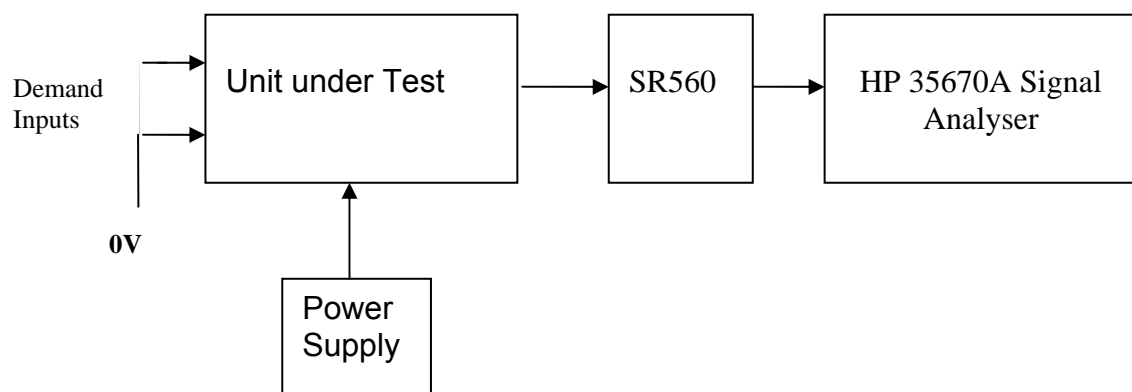 Demand
Inputs
0V
Unit under Test
Power
Supply
SR560
HP 35670A Signal
Analyser